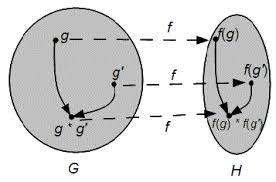 g f f(g)
g' f f(g')
g * g' f f(g) * f(g')
G H